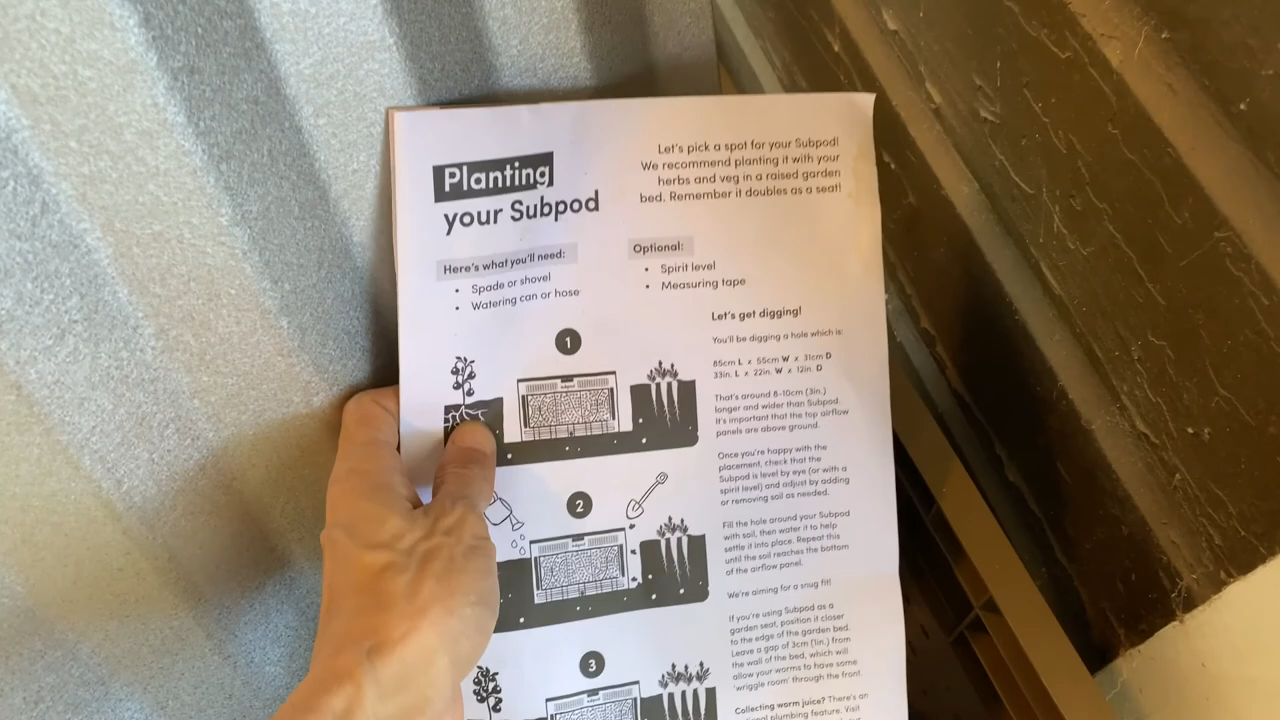 Planting
your Subpod
Let's pick a spot for your Subpod!
We recommend planting it with your
herbs and veg in a raised garden
bed. Remember it doubles as a seat!
Here's what you'll need:
• Spade or shovel
• Watering can or hose
Optional:
• Spirit level
• Measuring tape
1
2
3
Let's get digging!
You'll be digging a hole which is:
85cm L x 55cm W x 31cm D
33in. L x 22in. W x 12in. D
That's around 8-10cm (3in.)
longer and wider than Subpod.
It's important that the top airflow
panels are above ground.
Once you're happy with the
placement, check that the
Subpod is level by eye (or with a
spirit level) and adjust by adding
or removing soil as needed.
Fill the hole around your Subpod
with soil, then water it to help
settle it into place. Repeat this
until the soil reaches the bottom
of the airflow panel.
We're aiming for a snug fit!
If you're using Subpod as a
garden seat, position it closer
to the edge of the garden bed.
Leave a gap of 3cm (1in.) from
the wall of the bed, which will
allow your worms to have some
'wriggle room' through the front.
Collecting worm juice? There's an
plumbing feature. Visit